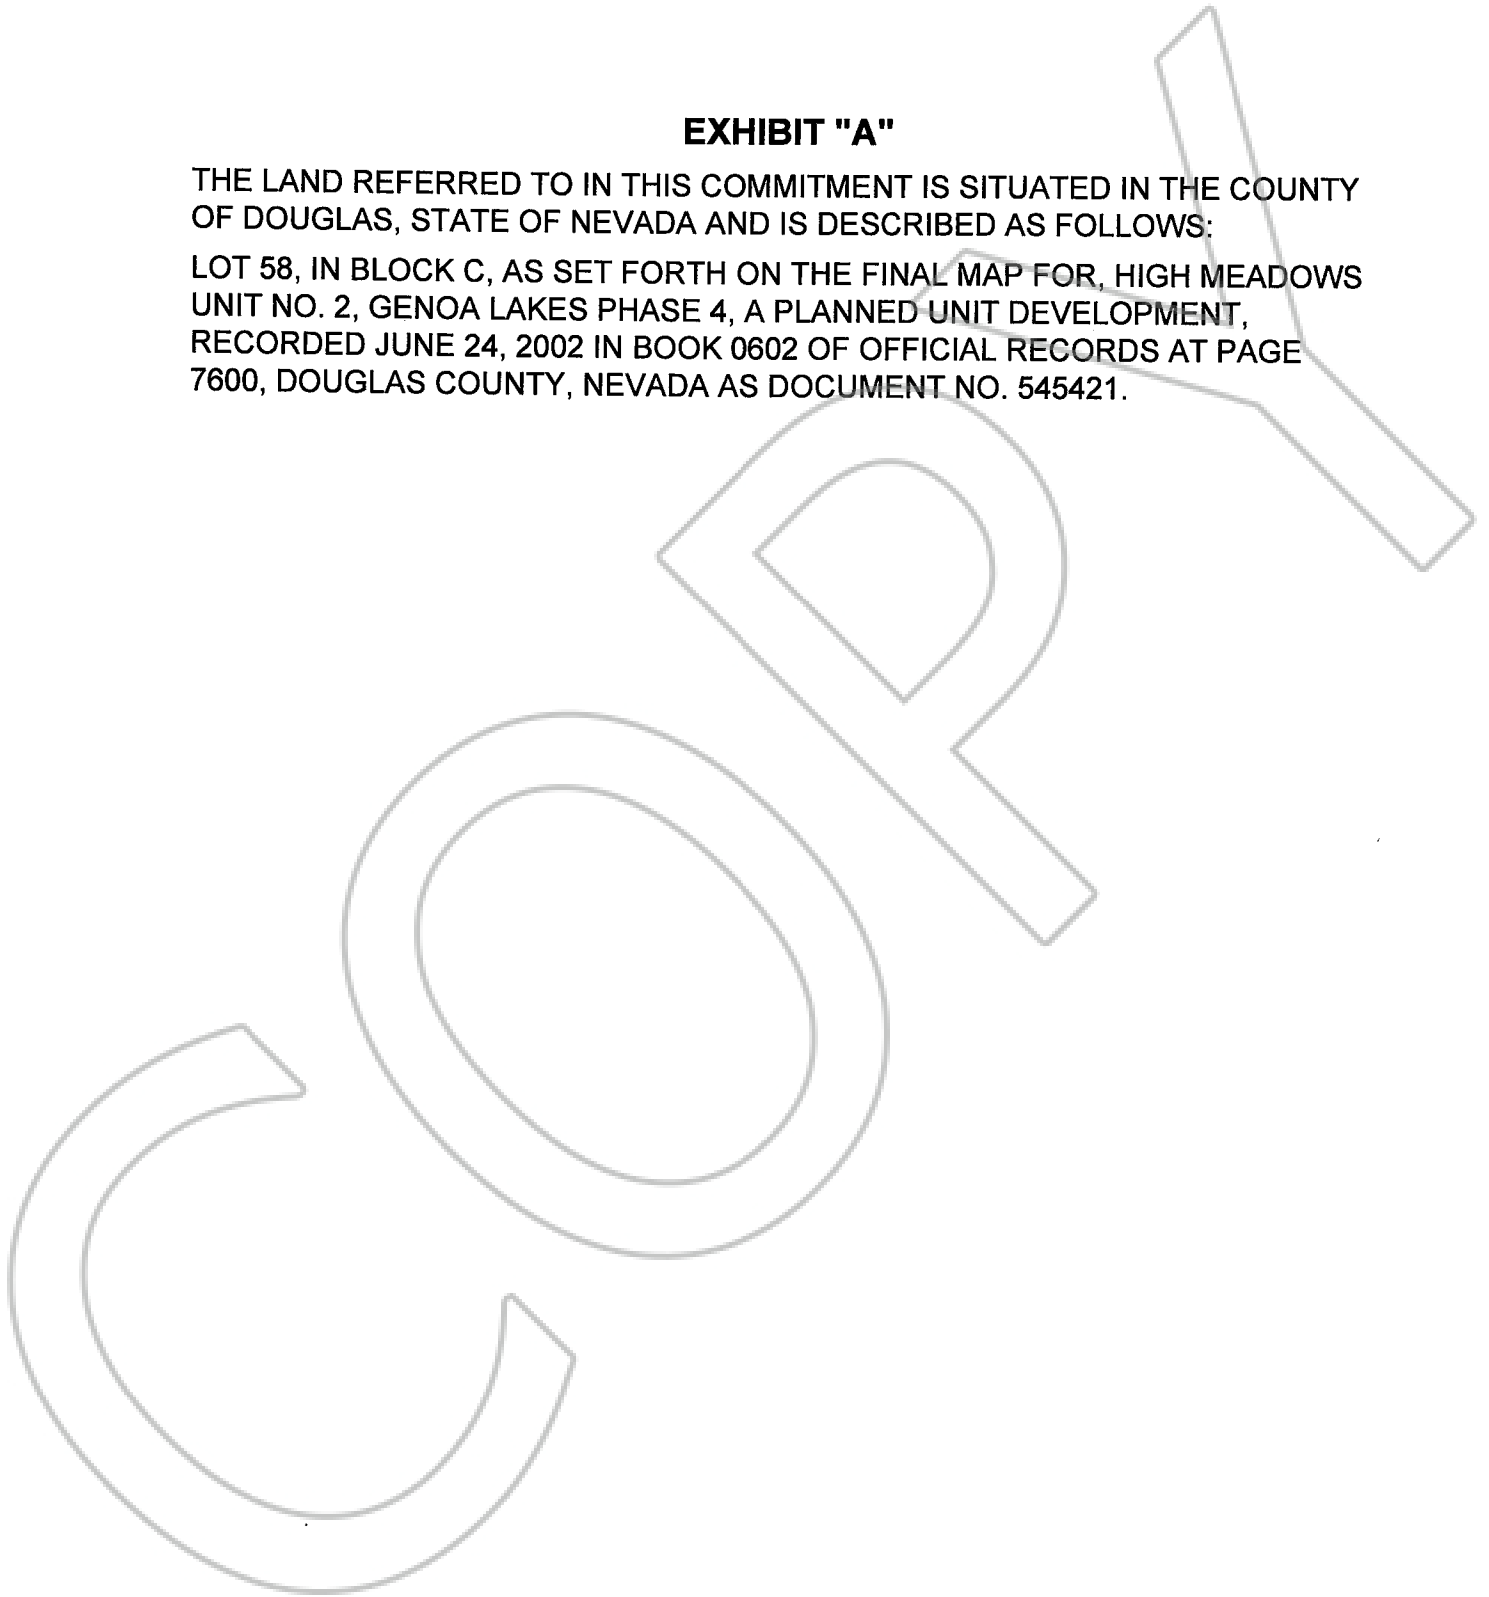 EXHIBIT "A"
THE LAND REFERRED TO IN THIS COMMITMENT IS SITUATED IN THE COUNTY
OF DOUGLAS, STATE OF NEVADA AND IS DESCRIBED AS FOLLOWS:
LOT 58, IN BLOCK C, AS SET FORTH ON THE FINAL MAP FOR, HIGH MEADOWS
UNIT NO. 2, GENOA LAKES PHASE 4, A PLANNED UNIT DEVELOPMENT,
RECORDED JUNE 24, 2002 IN BOOK 0602 OF OFFICIAL RECORDS AT PAGE
7600, DOUGLAS COUNTY, NEVADA AS DOCUMENT NO. 545421.
COPY